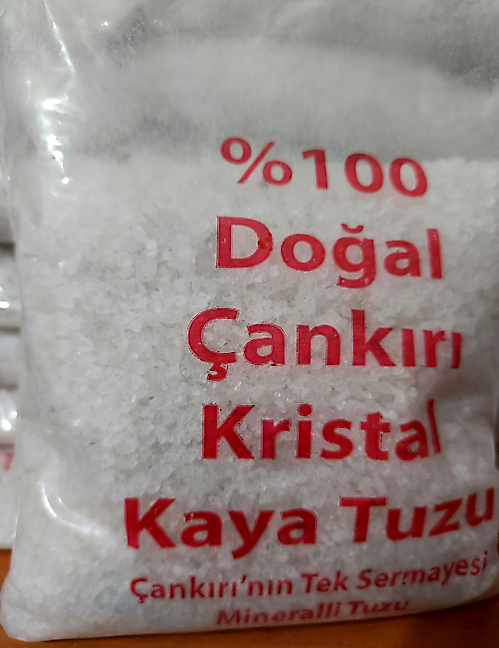 %100
Doğal
Çankırı
Kristal
Kaya Tuzu
Çankırı'nın Tek Sermayesi
Mineralli Tuzu